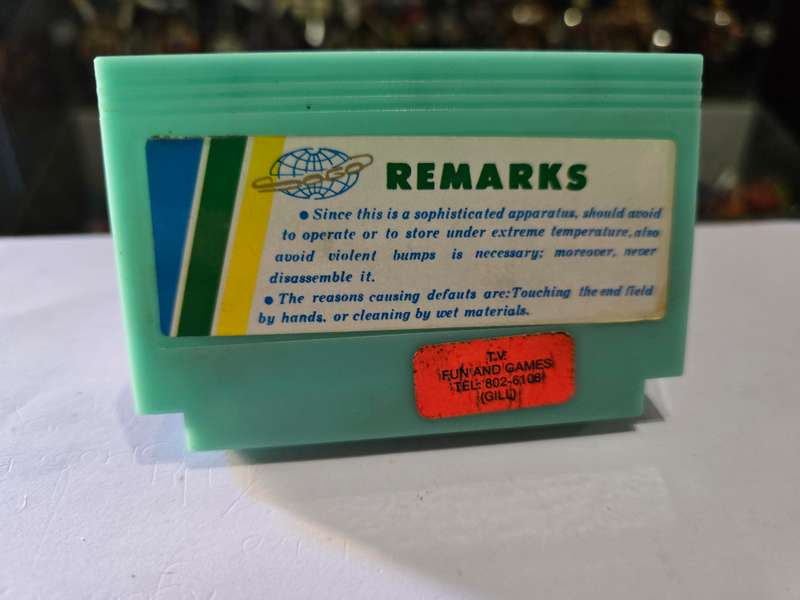 REMARKS
● Since this is a sophisticated apparatus, should avoid
to operate or to store under extreme temperature, also
avoid violent bumps is necessary; moreover, never
disassemble it.
● The reasons causing defauts are: Touching the end field
by hands, or cleaning by wet materials.
T.V.
FUN AND GAMES
TEL: 802-6106
(GILL)